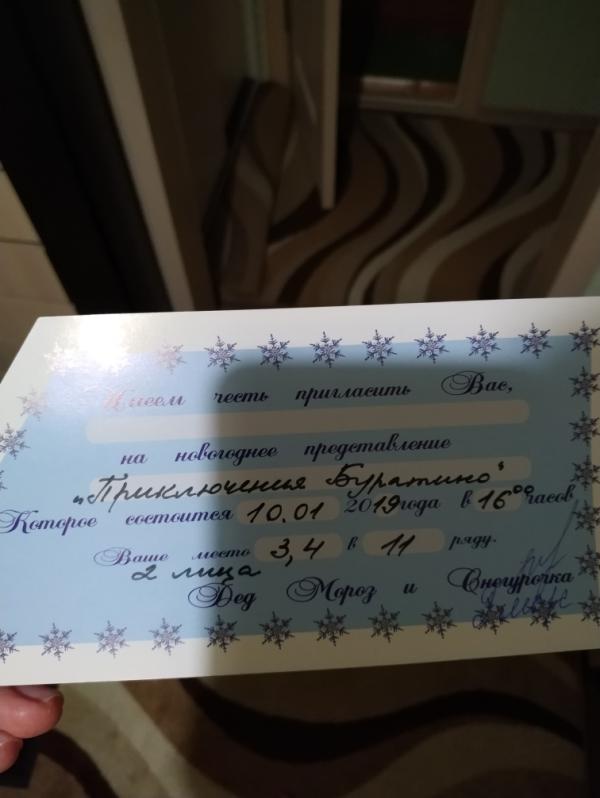 Имеем честь пригласить Вас,
на новогоднее представление
"Приключения Буратино"
Которое состоится 10.01 2019 года в 16⁰⁰ часов
Ваше место 3,4 в 11 ряду.
2 лица
Дед Мороз и Снегурочка